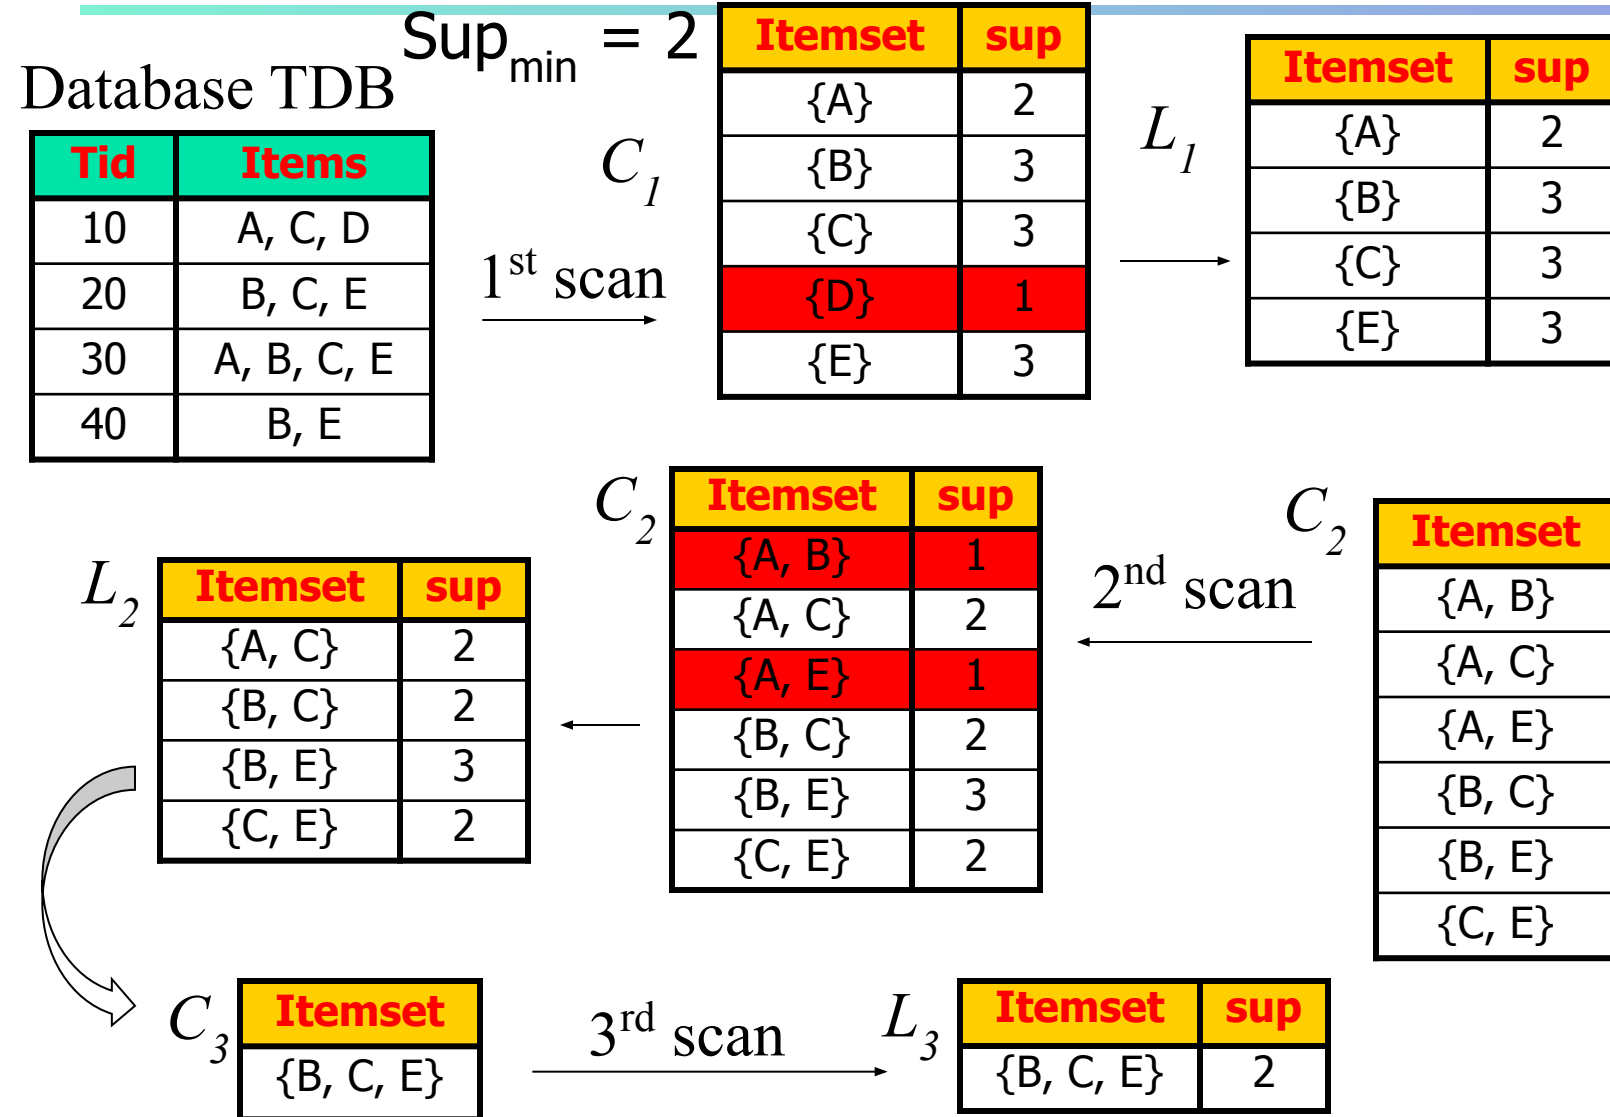 Sup min = 2
Database TDB
Tid Items
10 A, C, D
20 B, C, E
30 A, B, C, E
40 B, E
1st scan
C1
Itemset sup
{A} 2
{B} 3
{C} 3
{D} 1
{E} 3
L1
Itemset sup
{A} 2
{B} 3
{C} 3
{E} 3
C2
Itemset
{A, B}
{A, C}
{A, E}
{B, C}
{B, E}
{C, E}
2nd scan
C2
Itemset sup
{A, B} 1
{A, C} 2
{A, E} 1
{B, C} 2
{B, E} 3
{C, E} 2
L2
Itemset sup
{A, C} 2
{B, C} 2
{B, E} 3
{C, E} 2
C3
Itemset
{B, C, E}
3rd scan
L3
Itemset sup
{B, C, E} 2